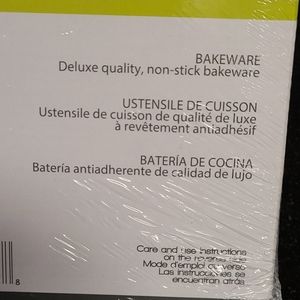 BAKEWARE
Deluxe quality, non-stick bakeware
USTENSILE DE CUISSON
Ustensile de cuisson de qualité de luxe
à revêtement antiadhésif
BATERÍA DE COCINA
Batería antiadherente de calidad de lujo
Care and use instructions
on the reverse side
Mode d'emploi au verso
Las instrucciones se
encuentran atrás
8